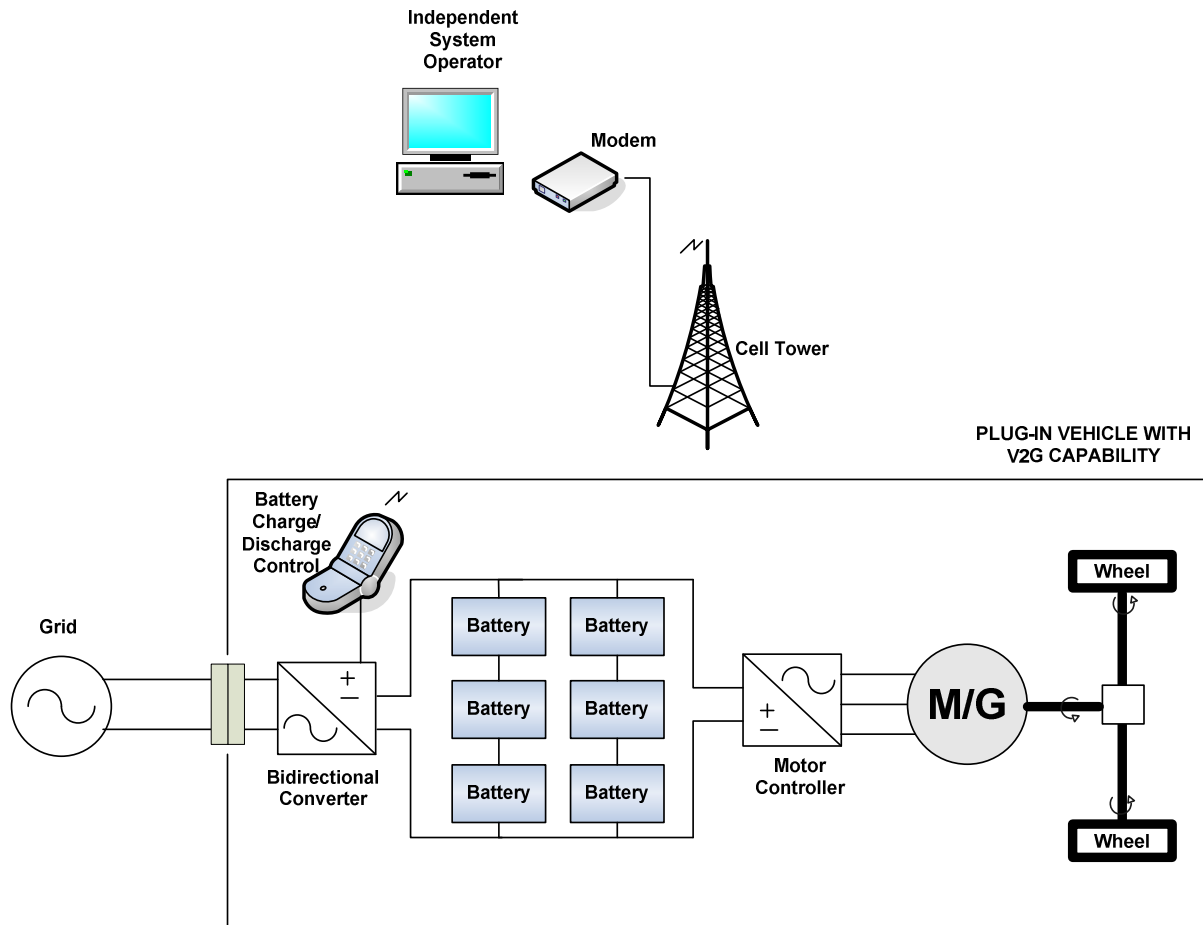 Independent
System
Operator
Modem
Cell Tower
PLUG-IN VEHICLE WITH
V2G CAPABILITY
Battery
Charge/
Discharge
Control
Wheel
Grid
Battery
Battery
+
−
Battery
Battery
M/G
+
−
Bidirectional
Converter
Motor
Controller
Battery
Battery
Wheel